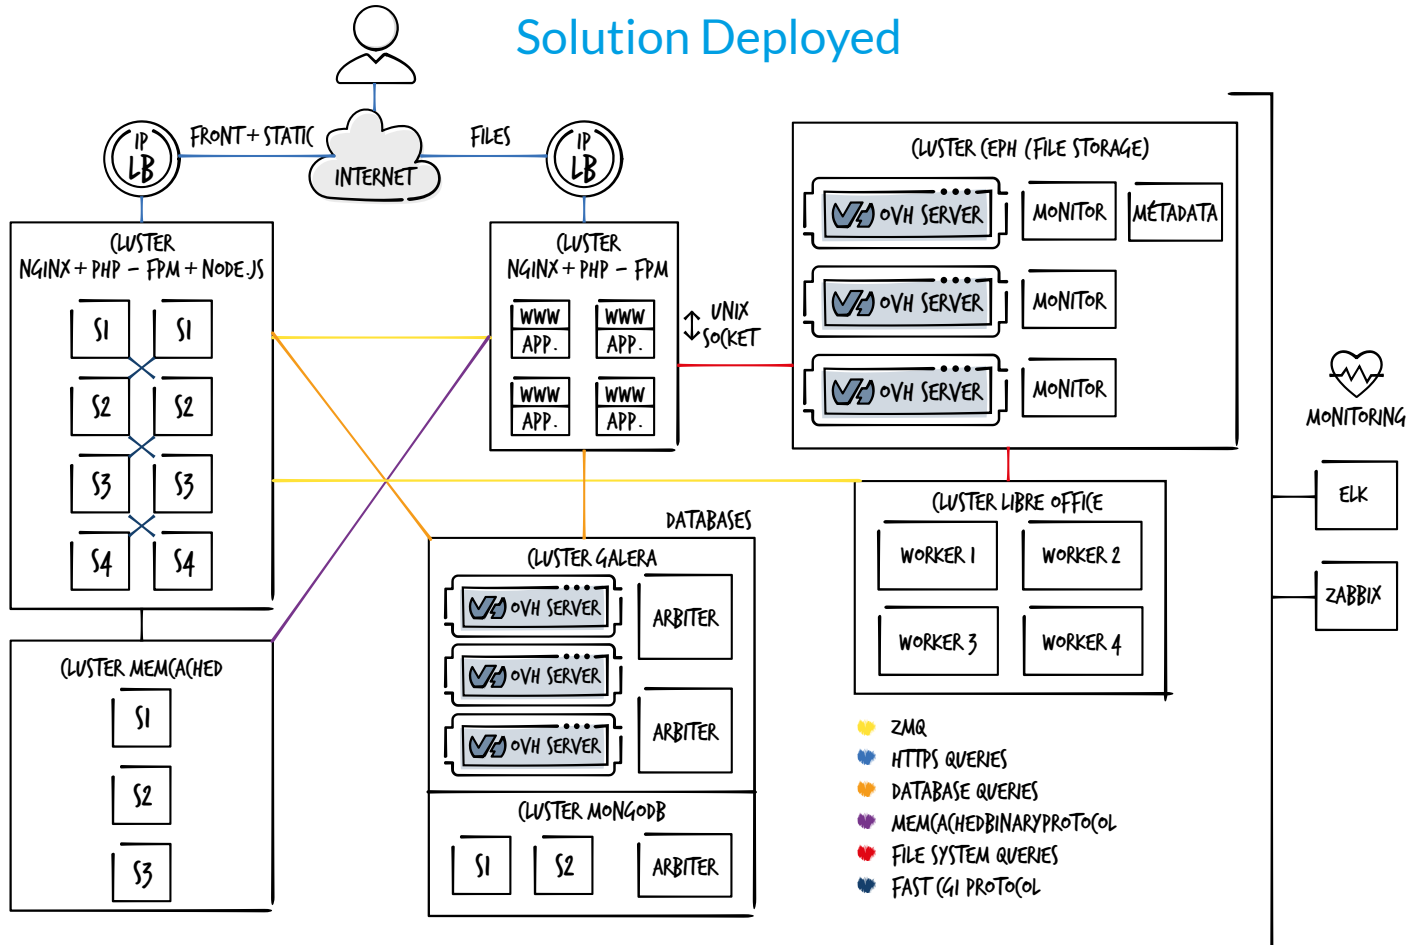 Solution Deployed
IP
LB
FRONT + STATIC
INTERNET
FILES
IP
LB
CLUSTER
NGINX + PHP - FPM + NODE.JS
S1 S1
S2 S2
S3 S3
S4 S4
CLUSTER
NGINX + PHP - FPM
WWW WWW
APP. APP.
WWW WWW
APP. APP.
UNIX
SOCKET
CLUSTER CEPH (FILE STORAGE)
OVH SERVER MONITOR MÉTADATA
OVH SERVER MONITOR
OVH SERVER MONITOR
MONITORING
ELK
ZABBIX
CLUSTER LIBRE OFFICE
WORKER 1 WORKER 2
WORKER 3 WORKER 4
DATABASES
CLUSTER GALERA
OVH SERVER
OVH SERVER
OVH SERVER
ARBITER
ARBITER
CLUSTER MONGODB
S1 S2 ARBITER
CLUSTER MEMCACHED
S1
S2
S3
ZMQ
HTTPS QUERIES
DATABASE QUERIES
MEMCACHEDBINARYPROTOCOL
FILE SYSTEM QUERIES
FAST CGI PROTOCOL